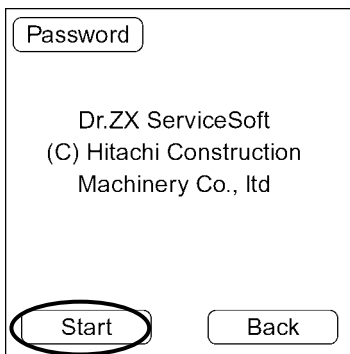 Password
Dr.ZX ServiceSoft
(C) Hitachi Construction
Machinery Co., ltd
Start
Back